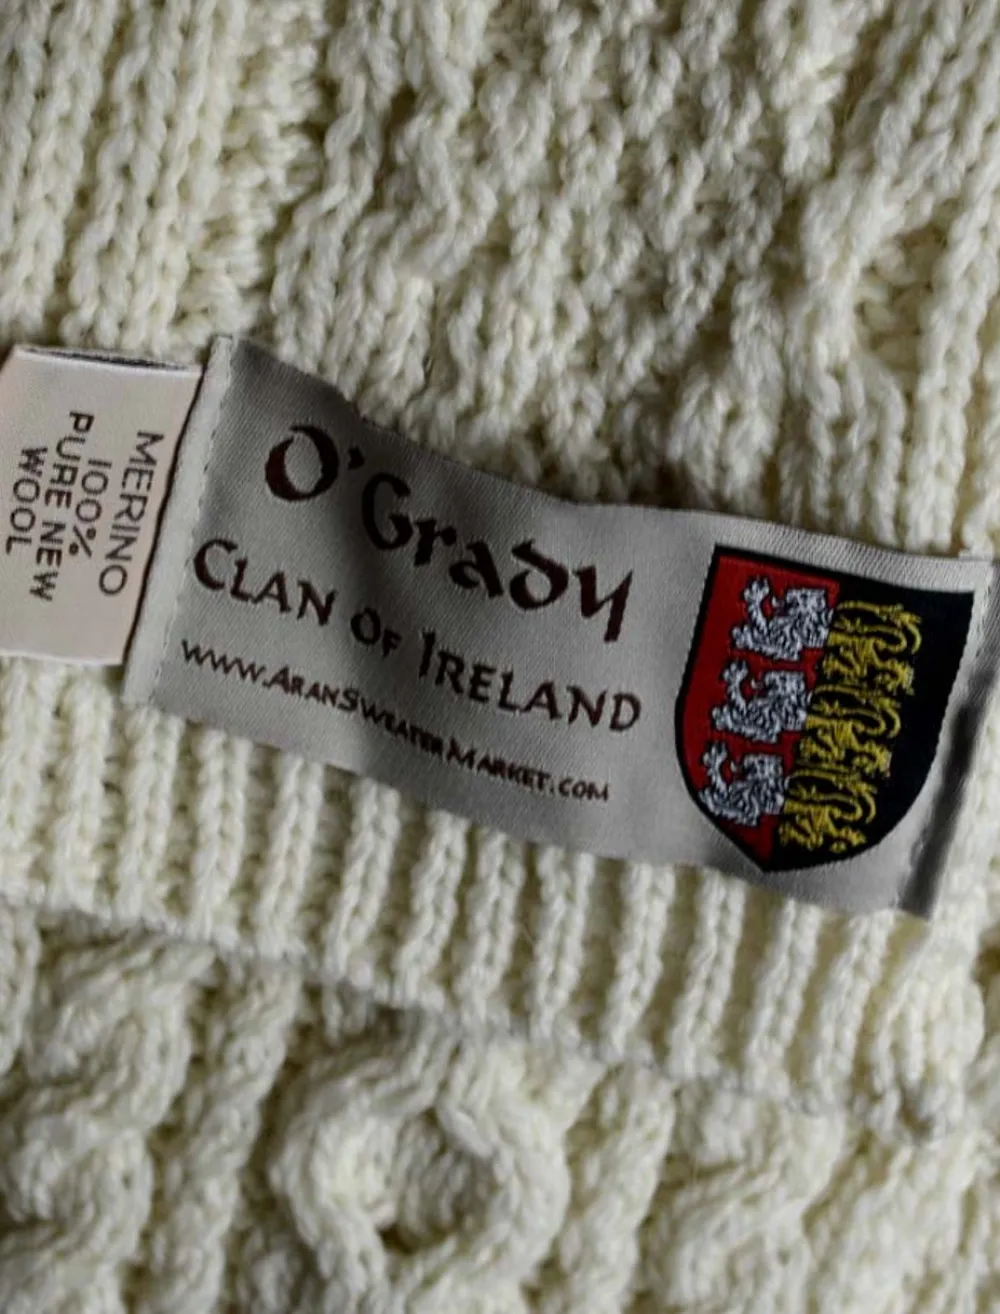 MERINO
100%
PURE NEW
WOOL
O'Grady
CLAN OF IRELAND
www.AranSweaterMarket.com